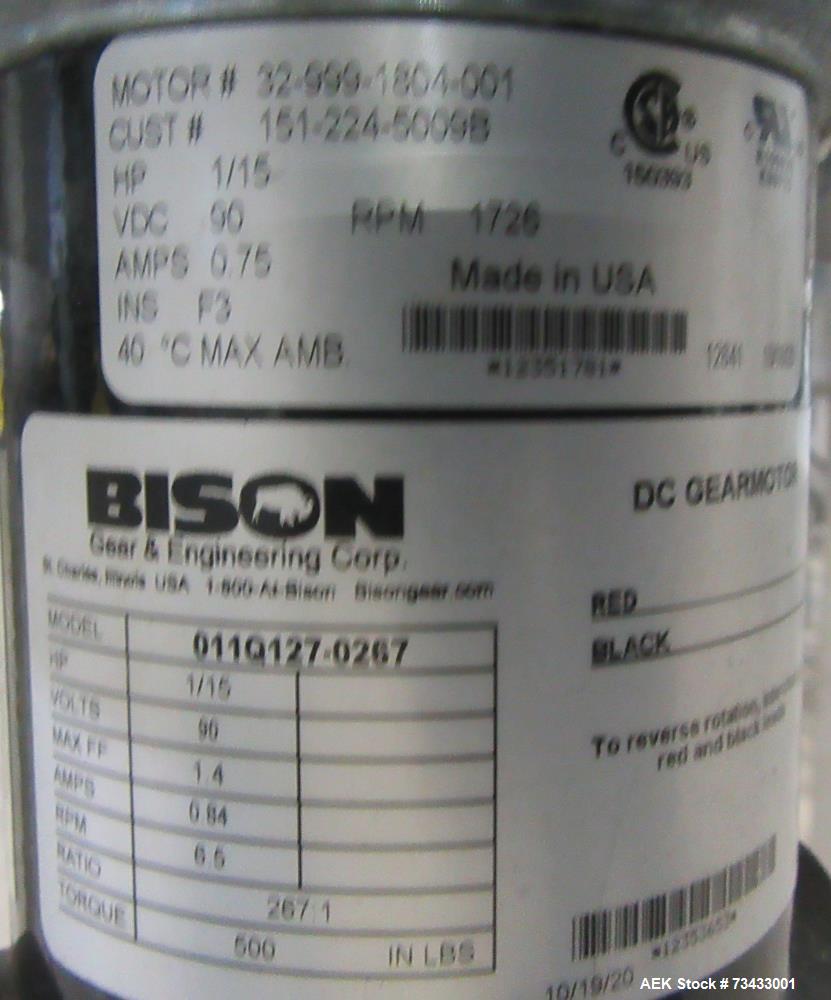 MOTOR # 32-999-1804-001
CUST # 151-224-5009B
HP 1/15
VDC 90 RPM 1726
AMPS 0.75
INS F3
40 °C MAX AMB.
C US
Made in USA
*12351781*
12641
BISON
Gear & Engineering Corp.
St. Charles, Illinois USA 1-800-AT-Bison Bisongear.com
MODEL 011Q127-0267
HP 1/15
VOLTS 90
MAX FF 1.4
AMPS 0.84
RPM 6.5
RATIO 267:1
TORQUE 500 IN LBS
DC GEARMOTOR
RED
BLACK
To reverse rotation,
red and black
10/19/20
AEK Stock # 73433001